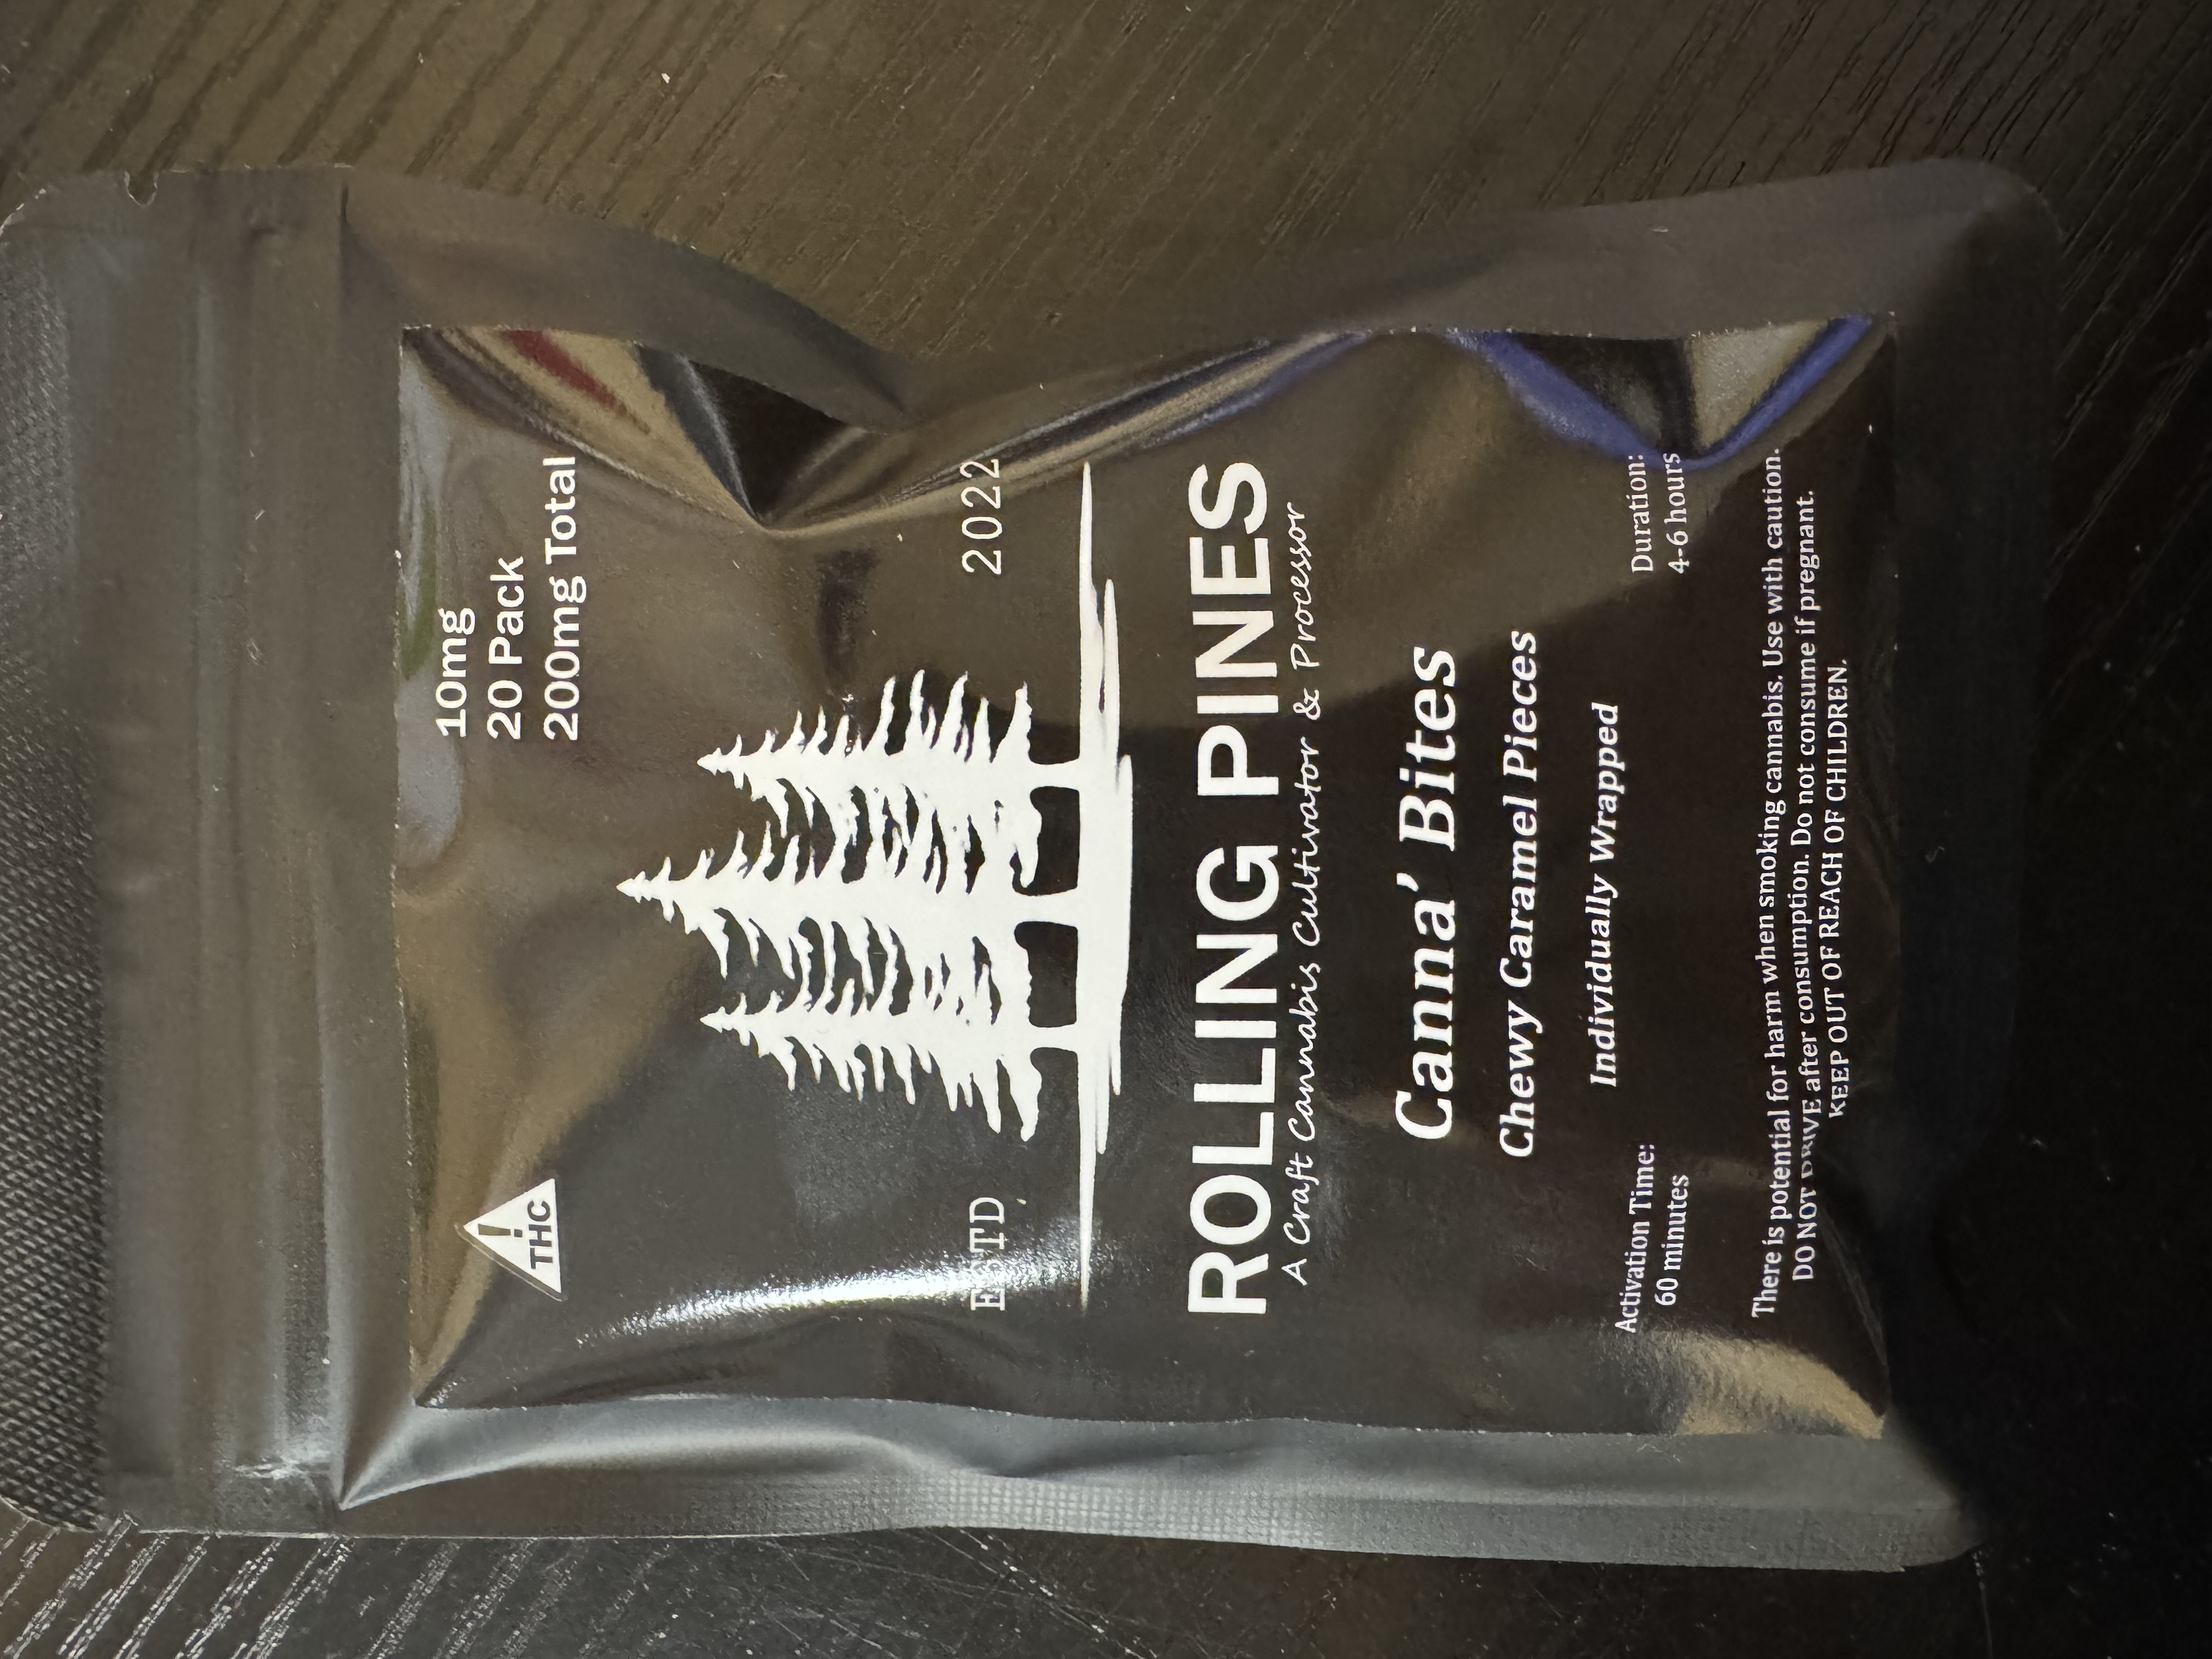 ! THC
10mg
20 Pack
200mg Total
ESTD 2022
ROLLING PINES
A Craft Cannabis Cultivator & Processor
Canna' Bites
Chewy Caramel Pieces
Individually Wrapped
Activation Time:
60 minutes
Duration:
4-6 hours
There is potential for harm when smoking cannabis. Use with caution.
DO NOT DRIVE after consumption. Do not consume if pregnant.
KEEP OUT OF REACH OF CHILDREN.